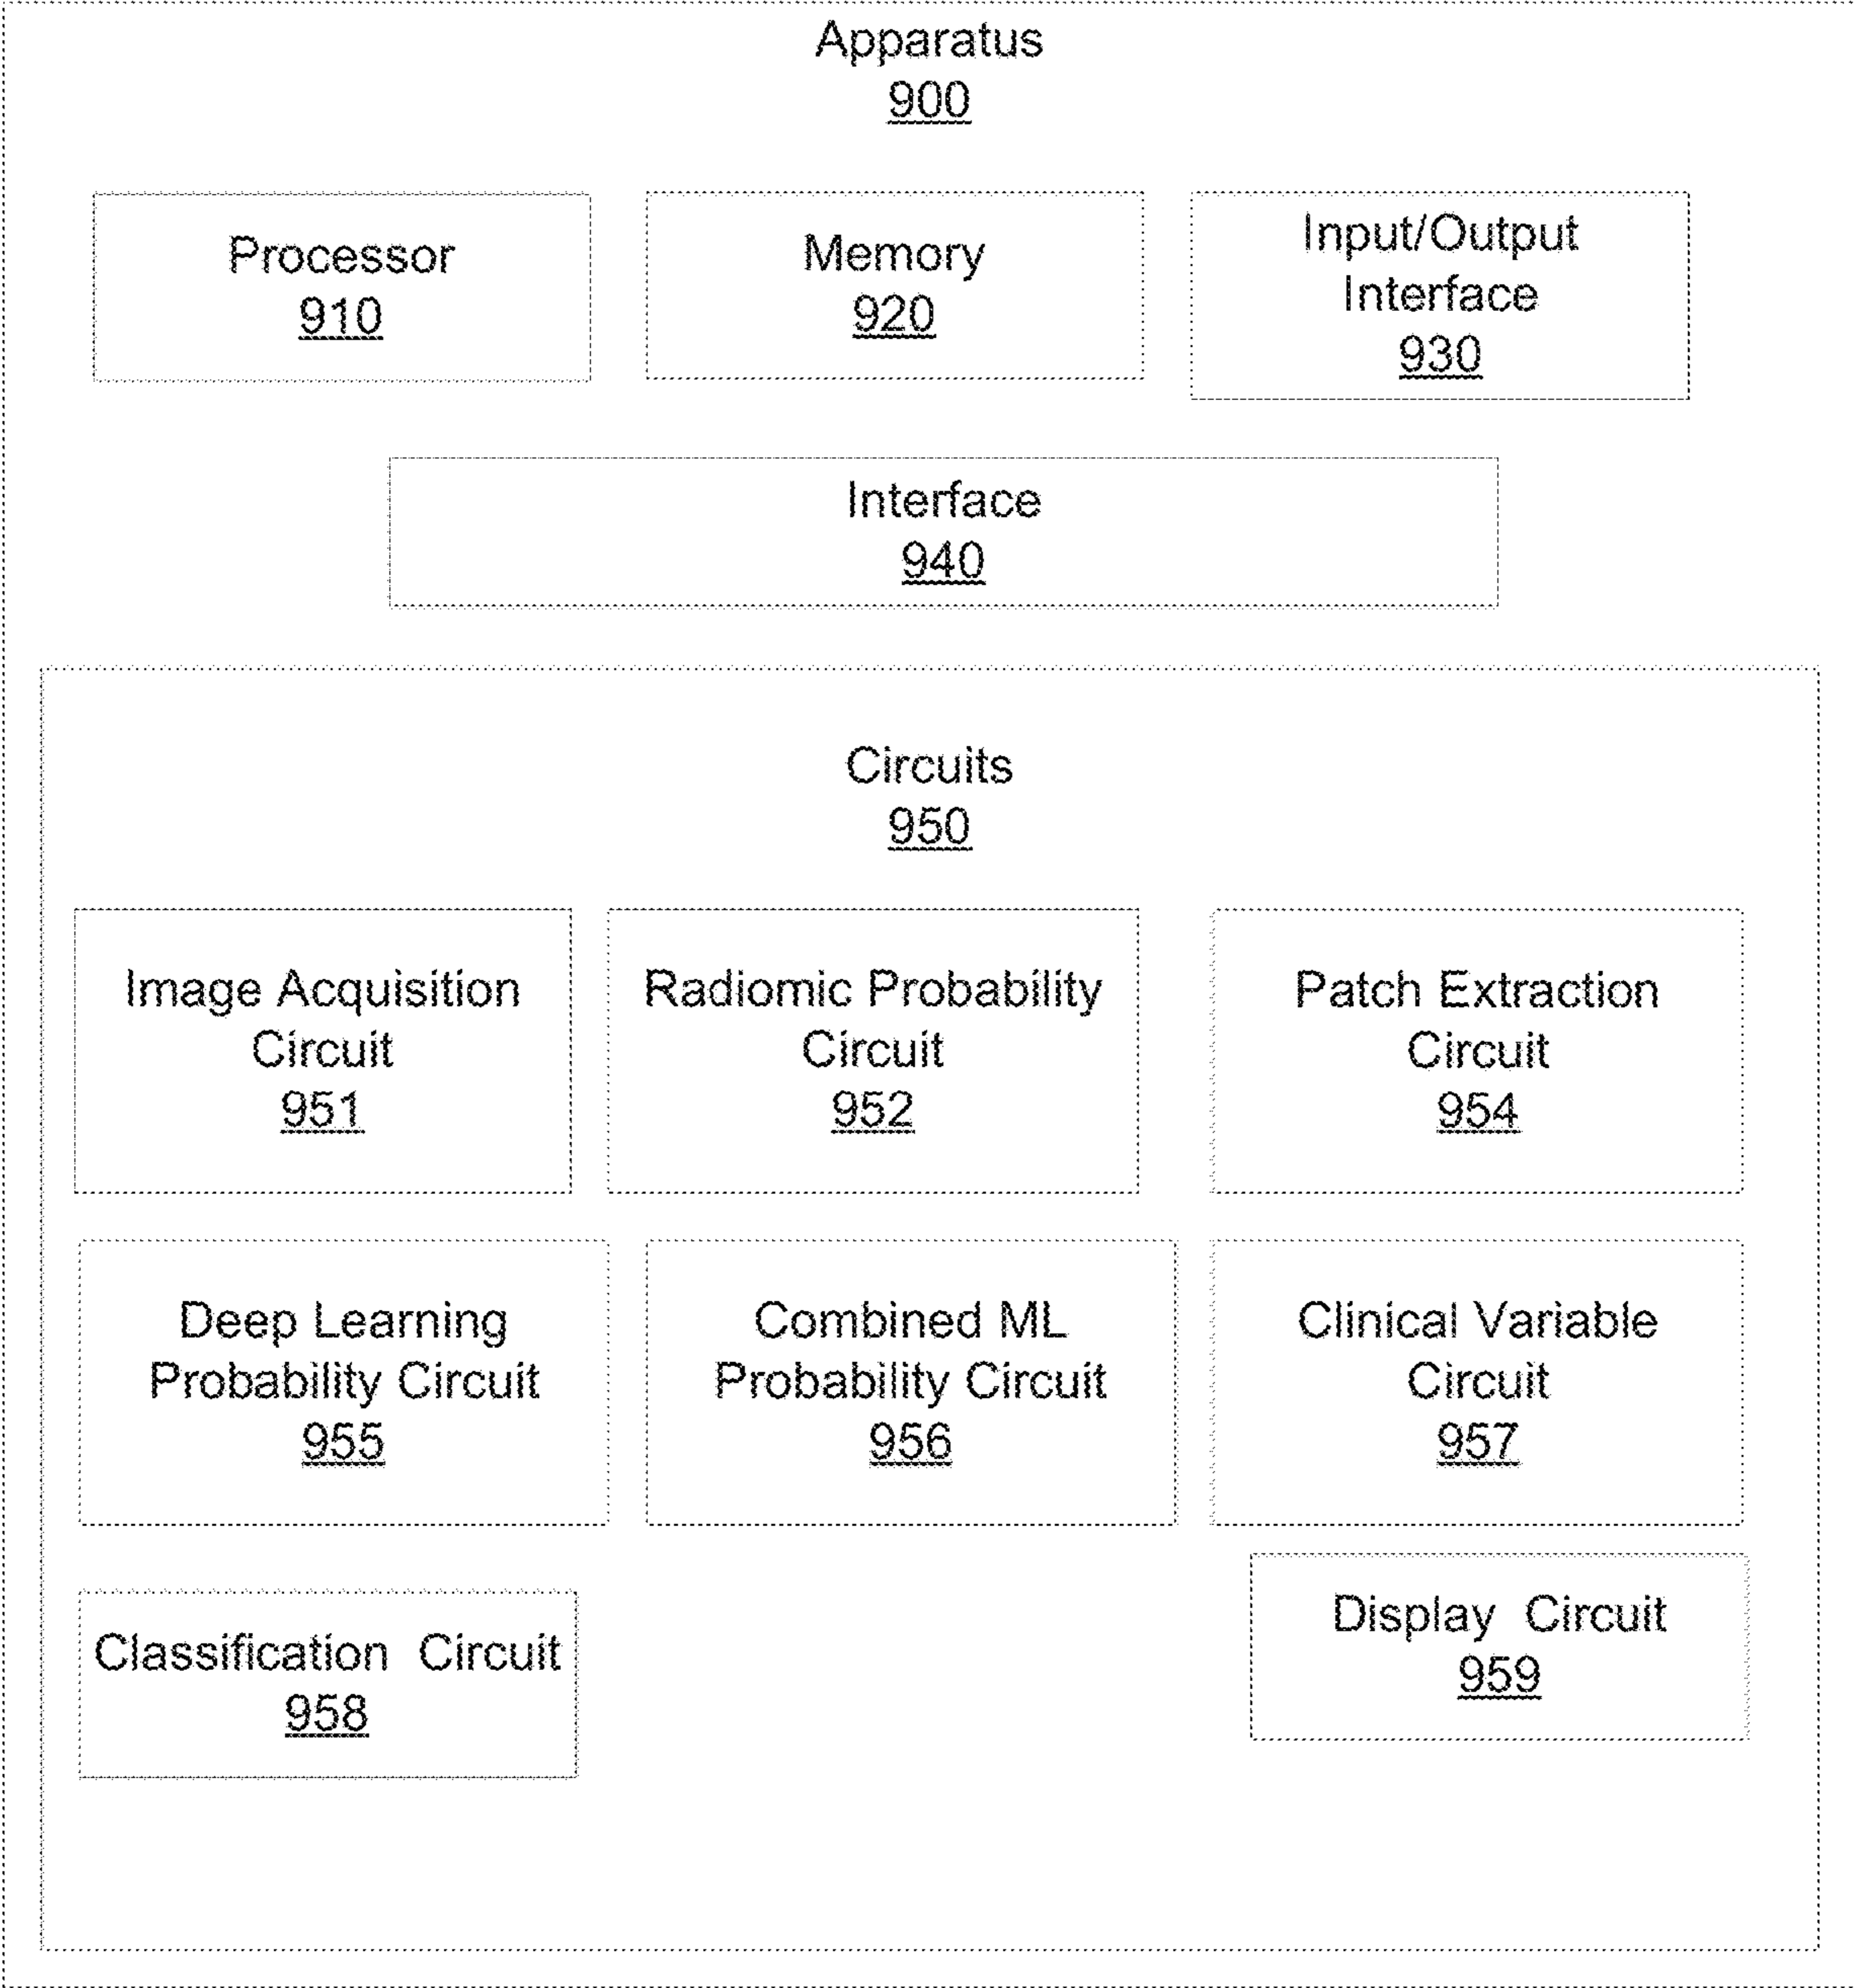 Apparatus
900
Processor
910
Memory
920
Input/Output
Interface
930
Interface
940
Circuits
950
Image Acquisition
Circuit
951
Radiomic Probability
Circuit
952
Patch Extraction
Circuit
954
Deep Learning
Probability Circuit
955
Combined ML
Probability Circuit
956
Clinical Variable
Circuit
957
Classification Circuit
958
Display Circuit
959